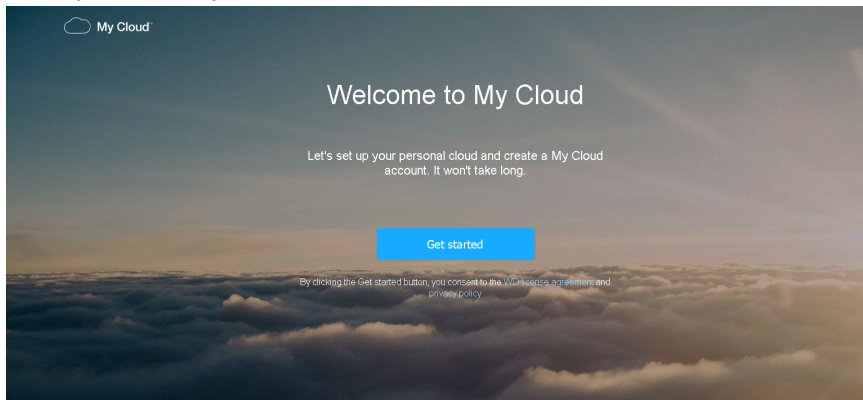 My Cloud™
Welcome to My Cloud
Let's set up your personal cloud and create a My Cloud
account. It won't take long.
Get started
By clicking the Get started button, you consent to the WD license agreement and
privacy policy